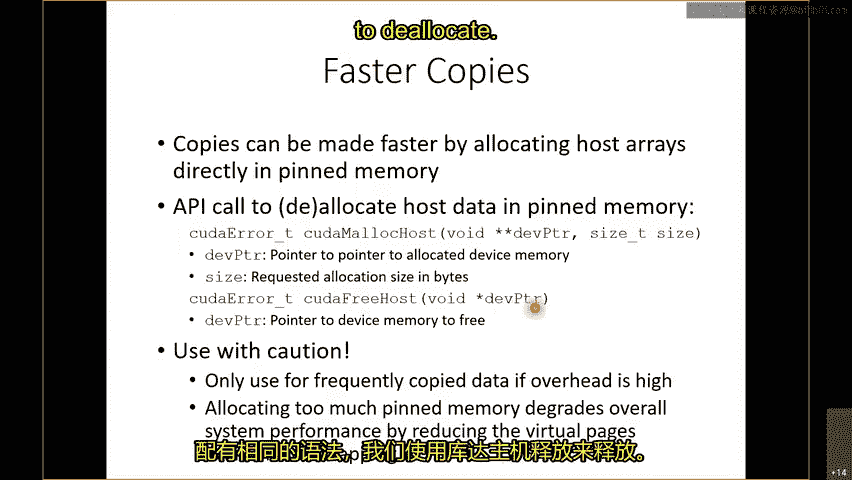 to deallocate.
Faster Copies
• Copies can be made faster by allocating host arrays
directly in pinned memory
• API call to (de)allocate host data in pinned memory:
cudaError_t cudaMallocHost(void **devPtr, size_t size)
• devPtr: Pointer to pointer to allocated device memory
• size: Requested allocation size in bytes
cudaError_t cudaFreeHost(void *devPtr)
• devPtr: Pointer to device memory to free
• Use with caution!
• Only use for frequently copied data if overhead is high
• Allocating too much pinned memory degrades overall
system performance by reducing the virtual pages
配有相同的语法,我们使用库达主机释放来释放。
+14